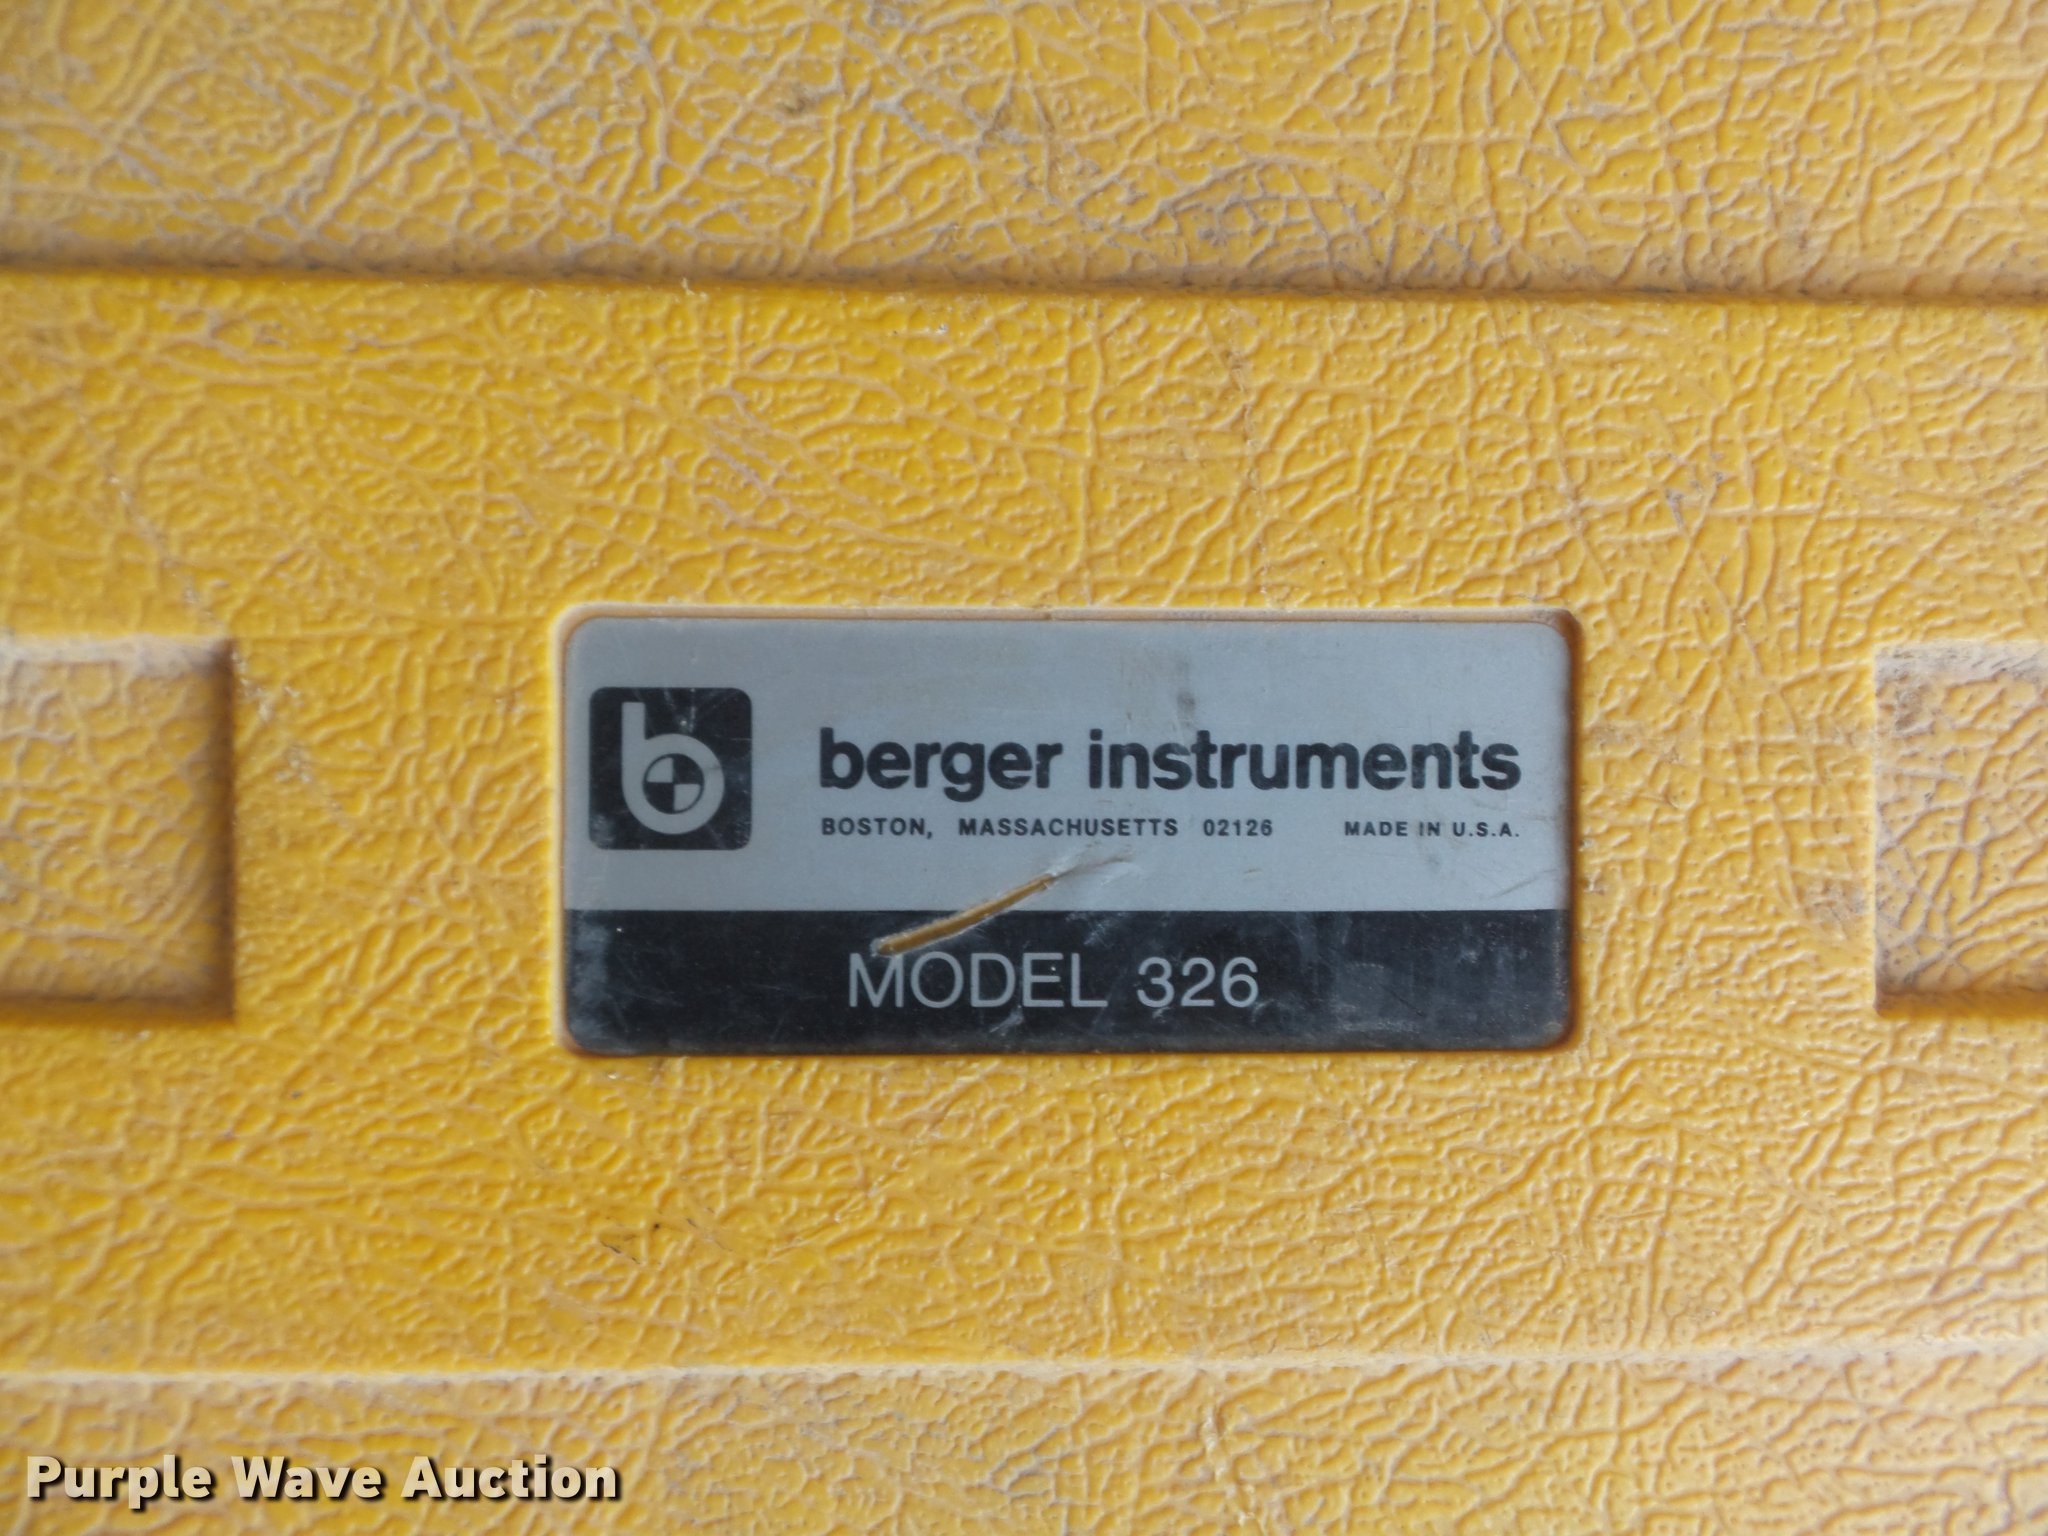 b
berger instruments
BOSTON, MASSACHUSETTS 02126 MADE IN U.S.A.
MODEL 326
Purple Wave Auction